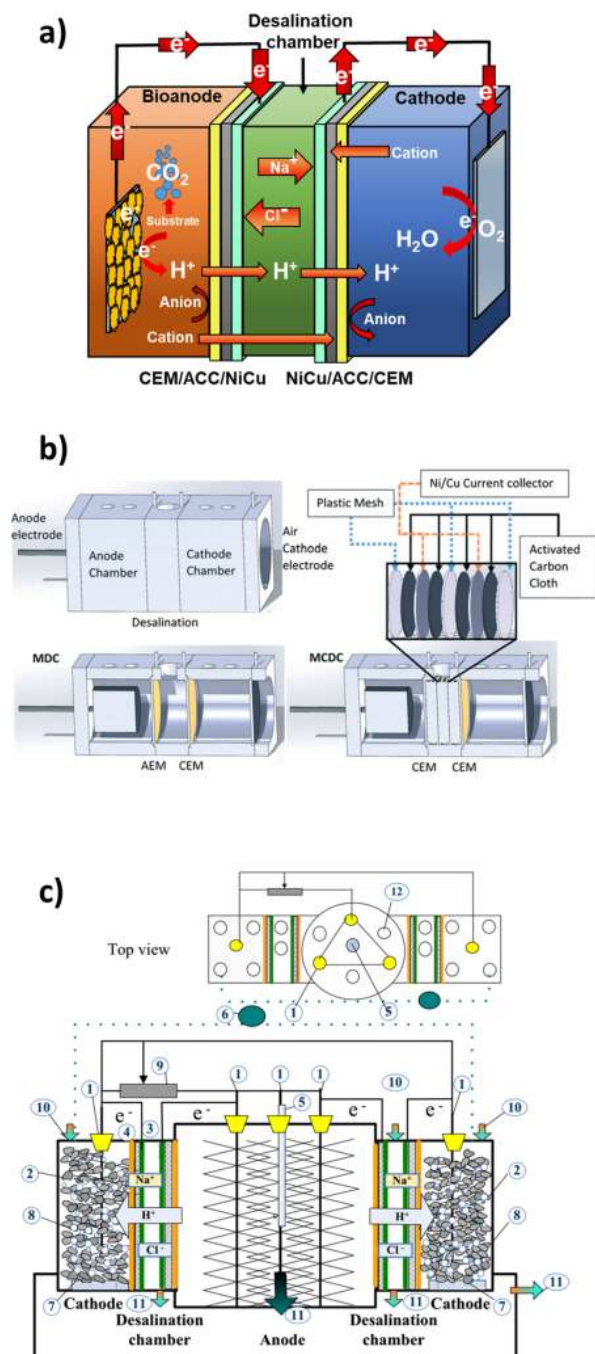 a)
Desalination
chamber
e⁻ e⁻
e⁻ e⁻ e⁻ e⁻
Bioanode
Cathode
CO₂
Substrate
e⁻
e⁻
H⁺
Na⁺
Cl⁻
H⁺
H⁺
Cation
H₂O
e⁻
O₂
Anion
Anion
Cation
CEM/ACC/NiCu
NiCu/ACC/CEM
b)
Anode
electrode
Anode
Chamber
Cathode
Chamber
Air
Cathode
electrode
Desalination
Ni/Cu Current collector
Plastic Mesh
Activated
Carbon
Cloth
MDC
AEM
CEM
MCDC
CEM
CEM
c)
Top view
12
6
1
5
9
1
1
1
5
1
10
1
10
10
e⁻
e⁻
e⁻
e⁻
4
3
2
2
Na⁺
Na⁺
H⁺
H⁺
8
8
Cl⁻
Cl⁻
7
7
11
11
11
11
Cathode
Desalination
chamber
Anode
Desalination
chamber
Cathode